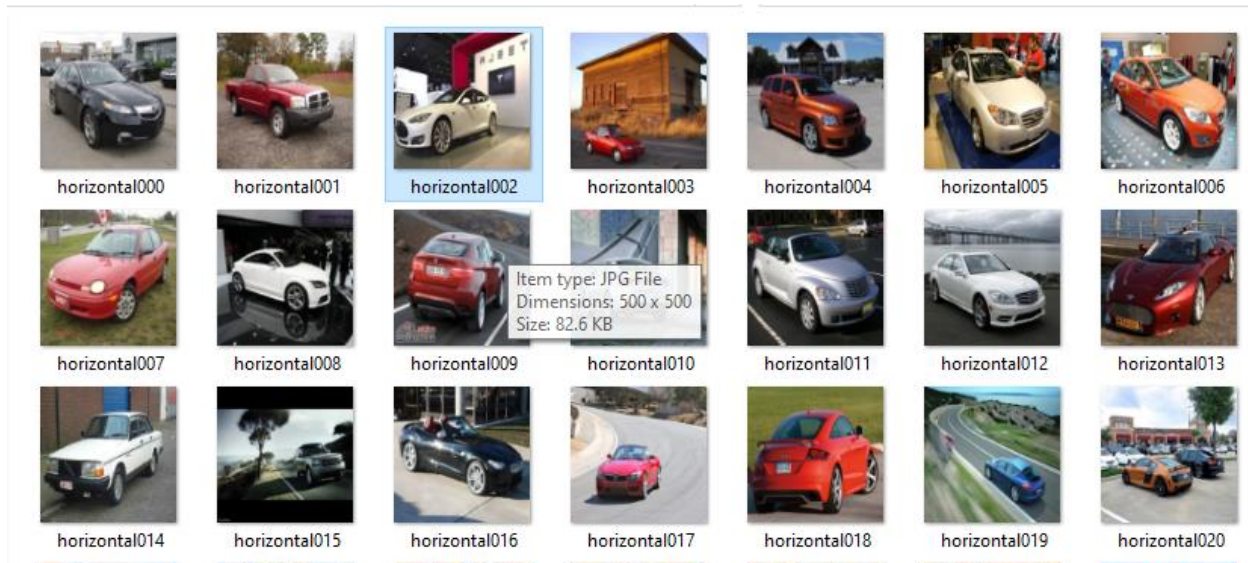 horizontal000
horizontal001
horizontal002
horizontal003
horizontal004
horizontal005
horizontal006
horizontal007
horizontal008
horizontal009
horizontal010
horizontal011
horizontal012
horizontal013
Item type: JPG File
Dimensions: 500 x 500
Size: 82.6 KB
horizontal014
horizontal015
horizontal016
horizontal017
horizontal018
horizontal019
horizontal020